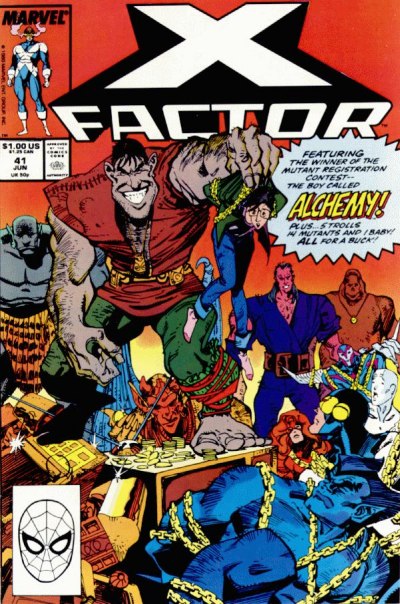 MARVEL
X
FACTOR
$1.00 US
$1.25 CAN
41
JUN
UK 50p
APPROVED
BY THE
COMICS
CODE
AUTHORITY
FEATURING
THE WINNER OF THE
MUTANT REGISTRATION
CONTEST--
THE BOY CALLED
ALCHEMY!
PLUS...5 TROLLS
14 MUTANTS AND 1 BABY!
ALL FOR A BUCK!